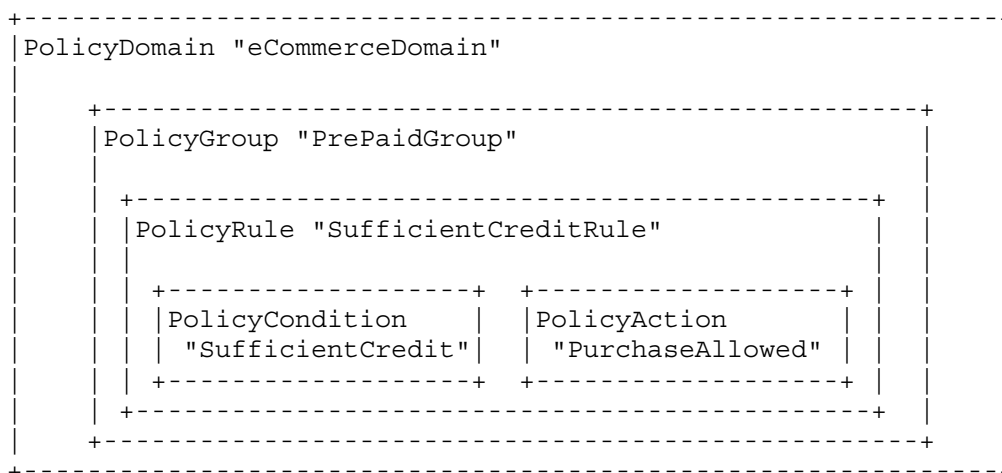 PolicyDomain "eCommerceDomain"
PolicyGroup "PrePaidGroup"
PolicyRule "SufficientCreditRule"
PolicyCondition PolicyAction
"SufficientCredit" "PurchaseAllowed"